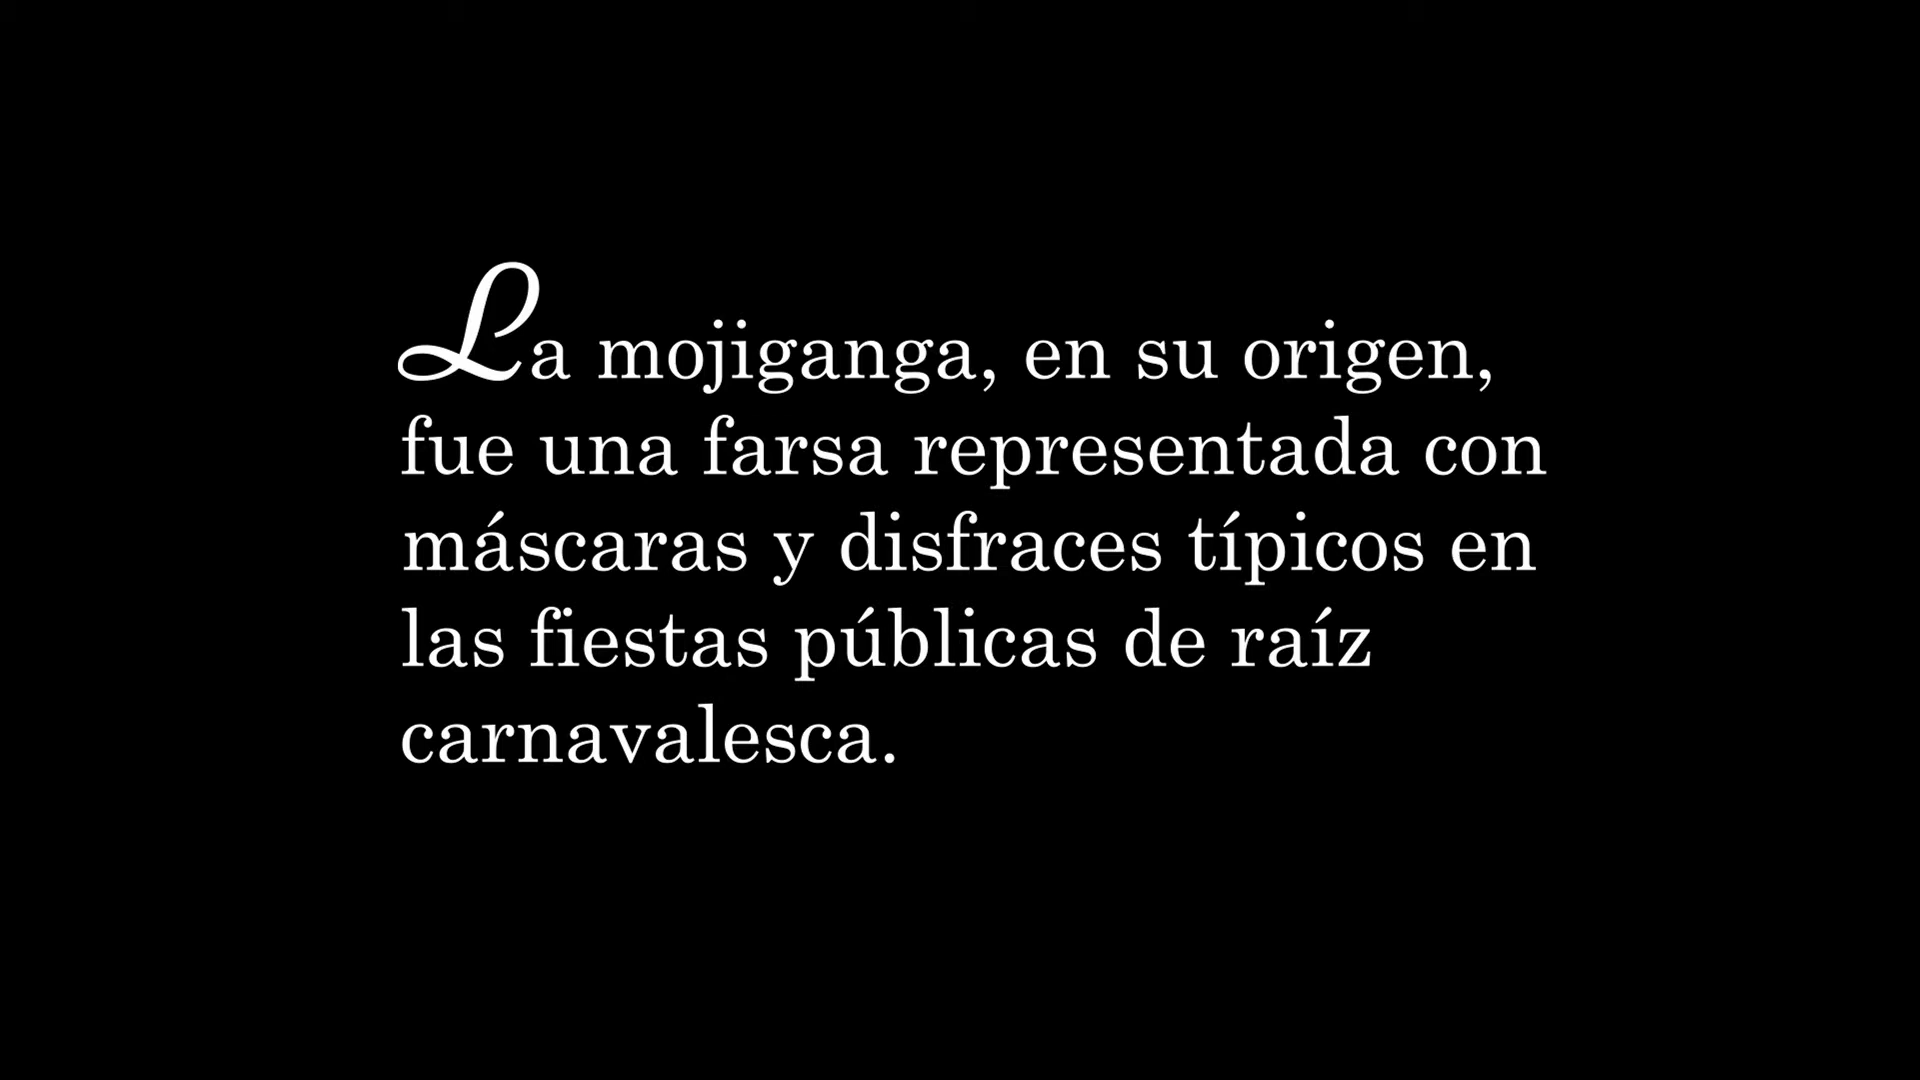 La mojiganga, en su origen,
fue una farsa representada con
máscaras y disfraces típicos en
las fiestas públicas de raíz
carnavalesca.